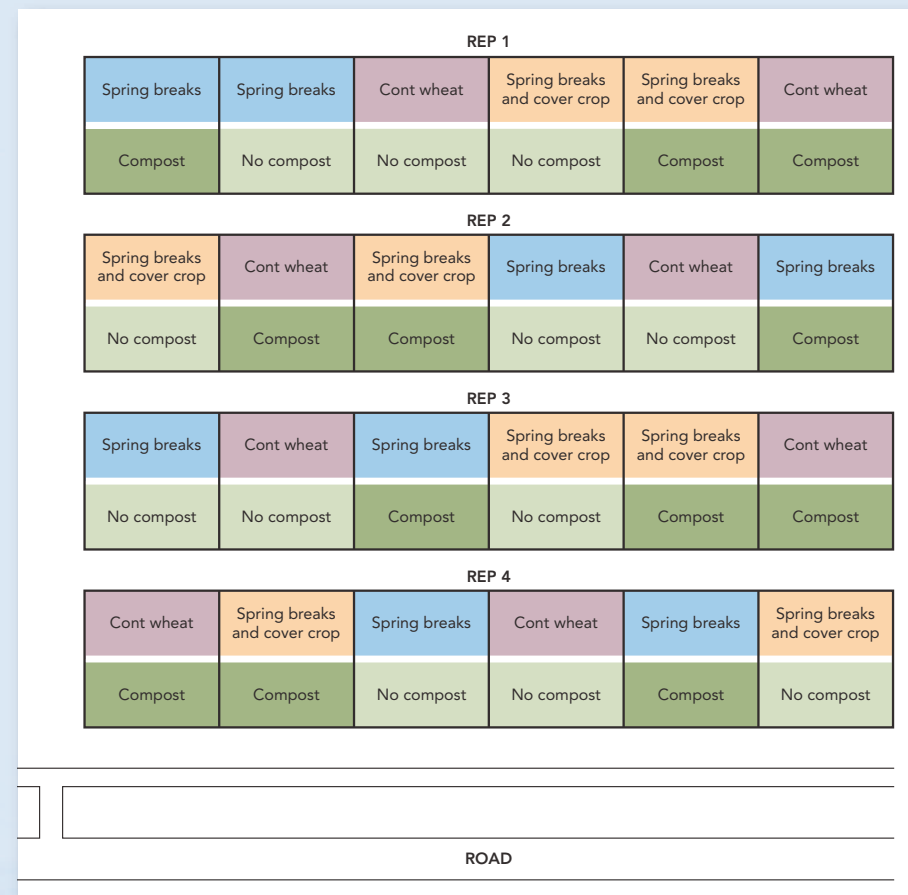 REP 1
Spring breaks
Spring breaks
Cont wheat
Spring breaks
and cover crop
Spring breaks
and cover crop
Cont wheat
Compost
No compost
No compost
No compost
Compost
Compost
REP 2
Spring breaks
and cover crop
Cont wheat
Spring breaks
and cover crop
Spring breaks
Cont wheat
Spring breaks
No compost
Compost
Compost
No compost
No compost
Compost
REP 3
Spring breaks
Cont wheat
Spring breaks
Spring breaks
and cover crop
Spring breaks
and cover crop
Cont wheat
No compost
No compost
Compost
No compost
Compost
Compost
REP 4
Cont wheat
Spring breaks
and cover crop
Spring breaks
Cont wheat
Spring breaks
Spring breaks
and cover crop
Compost
Compost
No compost
No compost
Compost
No compost
ROAD